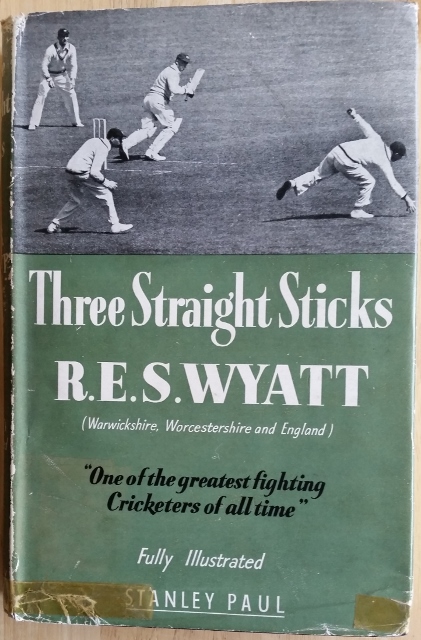 Three Straight Sticks
R.E.S.WYATT
(Warwickshire, Worcestershire and England)
"One of the greatest fighting
Cricketers of all time"
Fully Illustrated
STANLEY PAUL